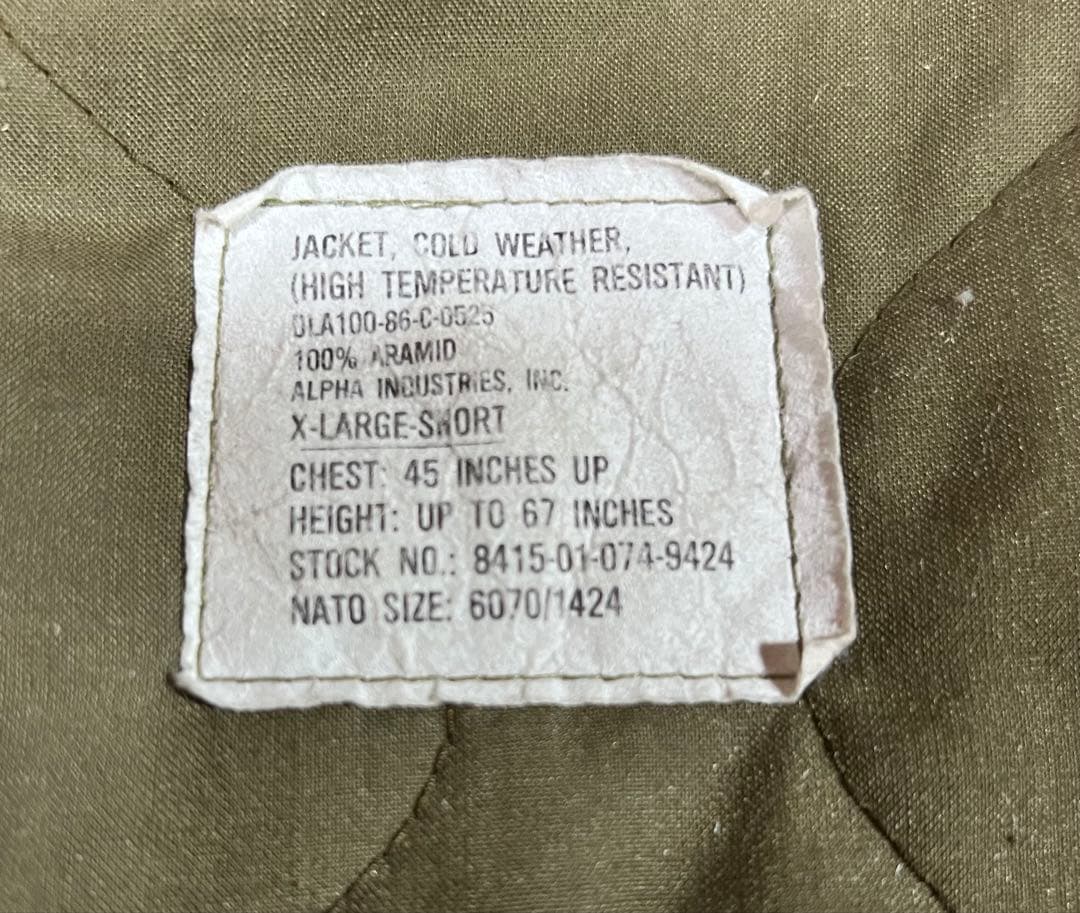 JACKET, COLD WEATHER,
(HIGH TEMPERATURE RESISTANT)
DLA100-86-C-0525
100% ARAMID
ALPHA INDUSTRIES, INC.
X-LARGE-SHORT
CHEST: 45 INCHES UP
HEIGHT: UP TO 67 INCHES
STOCK NO.: 8415-01-074-9424
NATO SIZE: 6070/1424